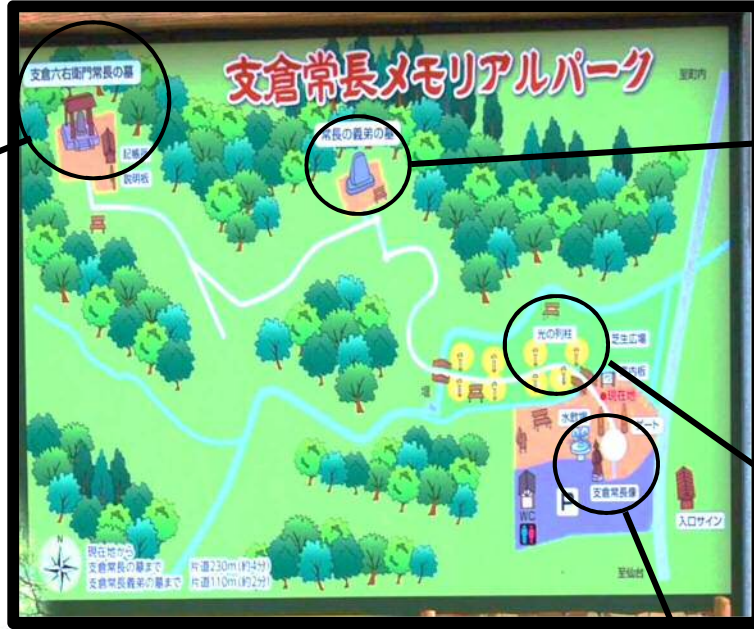 支倉常長メモリアルパーク
支倉六右衛門常長の墓
常長の義弟の墓
至町内
記帳所
説明板
光の列柱
芝生広場
案内板
現在地
ゲート
水飲場
支倉常長像
P
WC
入口サイン
至仙台
N
現在地から
支倉常長の墓まで 片道230m(約4分)
支倉常長義弟の墓まで 片道110m(約2分)